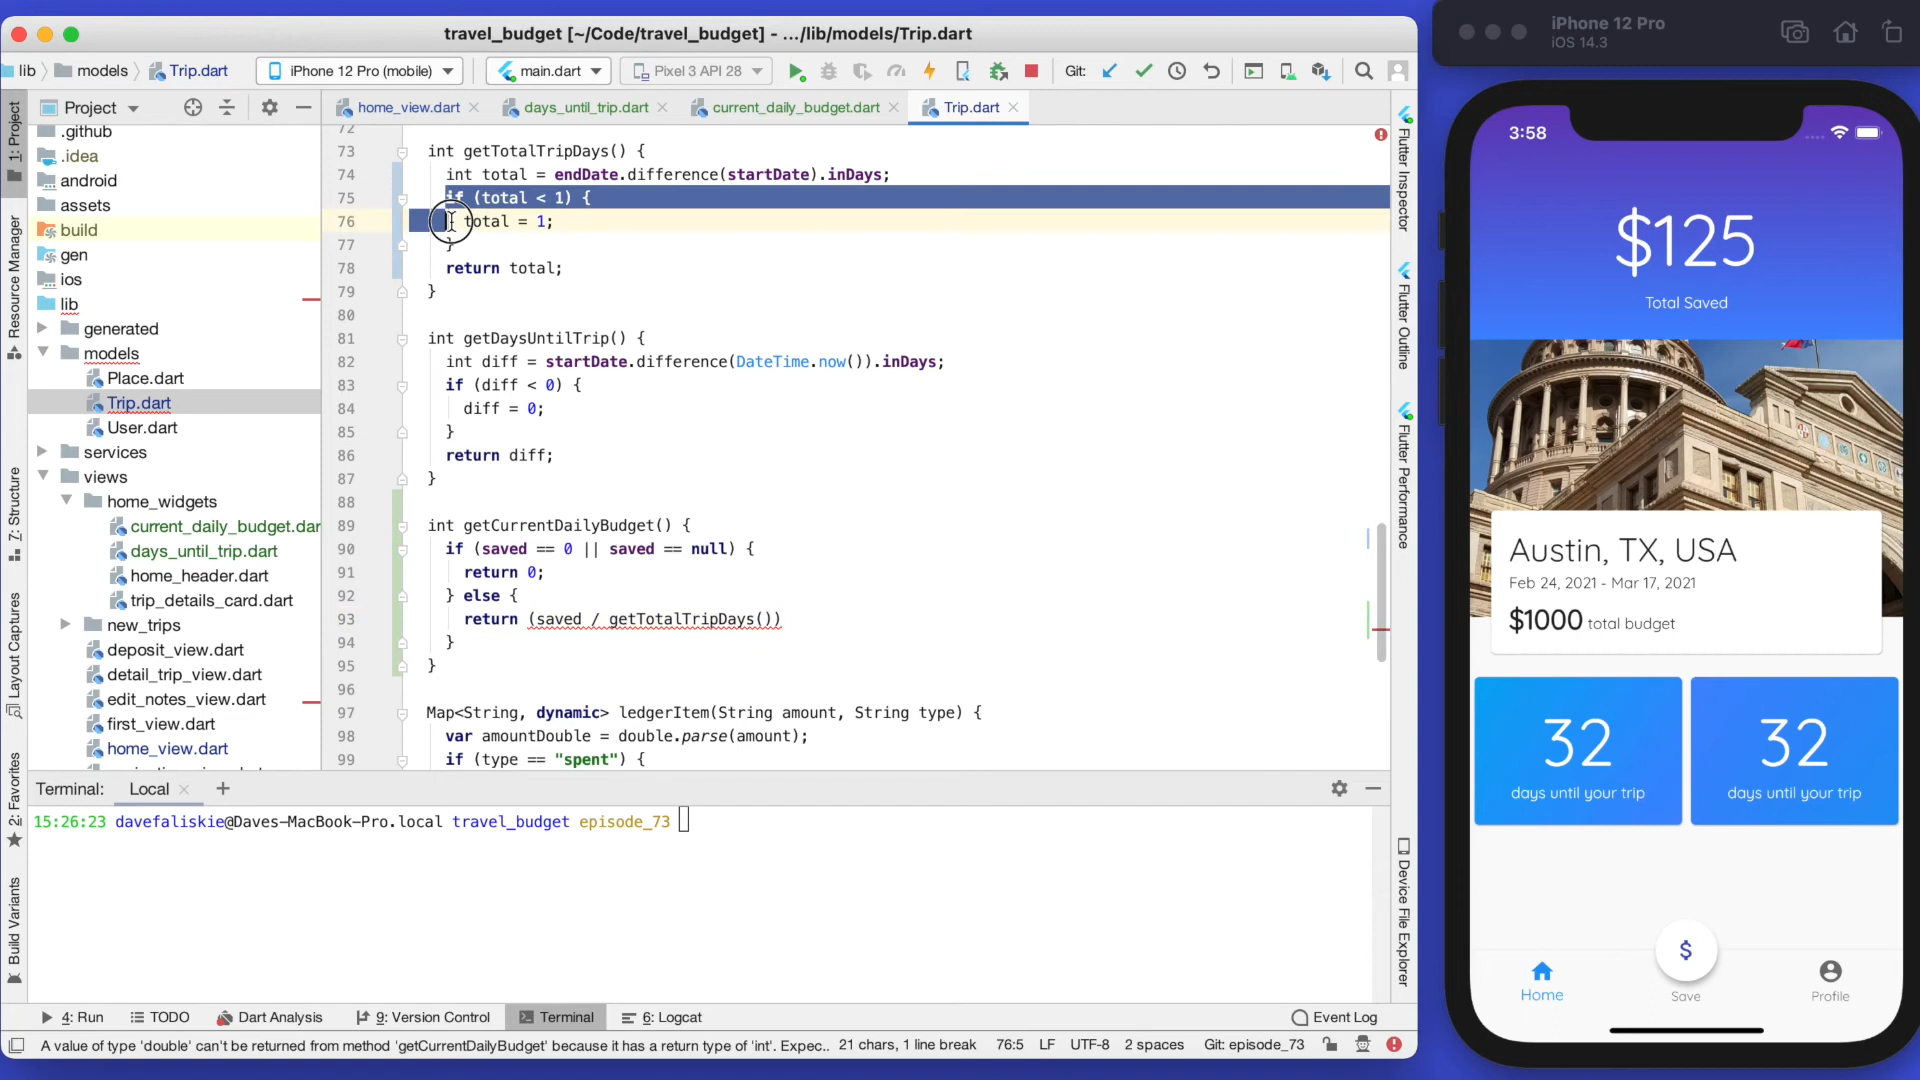 travel_budget [~/Code/travel_budget] - .../lib/models/Trip.dart
lib
models
Trip.dart
iPhone 12 Pro (mobile)
main.dart
Pixel 3 API 28
Git:
Project
home_view.dart
days_until_trip.dart
current_daily_budget.dart
Trip.dart
1: Project
Resource Manager
7: Structure
Layout Captures
2: Favorites
Build Variants
.github
.idea
android
assets
build
gen
ios
lib
generated
models
Place.dart
Trip.dart
User.dart
services
views
home_widgets
current_daily_budget.dar
days_until_trip.dart
home_header.dart
trip_details_card.dart
new_trips
deposit_view.dart
detail_trip_view.dart
edit_notes_view.dart
first_view.dart
home_view.dart
72
73 int getTotalTripDays() {
74 int total = endDate.difference(startDate).inDays;
75 if (total < 1) {
76 total = 1;
77 }
78 return total;
79 }
80
81 int getDaysUntilTrip() {
82 int diff = startDate.difference(DateTime.now()).inDays;
83 if (diff < 0) {
84 diff = 0;
85 }
86 return diff;
87 }
88
89 int getCurrentDailyBudget() {
90 if (saved == 0 || saved == null) {
91 return 0;
92 } else {
93 return (saved / getTotalTripDays())
94 }
95 }
96
97 Map<String, dynamic> ledgerItem(String amount, String type) {
98 var amountDouble = double.parse(amount);
99 if (type == "spent") {
Flutter Inspector
Flutter Outline
Flutter Performance
Device File Explorer
Terminal:
Local
15:26:23 davefaliskie@Daves-MacBook-Pro.local travel_budget episode_73
4: Run
TODO
Dart Analysis
9: Version Control
Terminal
6: Logcat
Event Log
A value of type 'double' can't be returned from method 'getCurrentDailyBudget' because it has a return type of 'int'. Expec..
21 chars, 1 line break
76:5
LF
UTF-8
2 spaces
Git: episode_73
iPhone 12 Pro
iOS 14.3
3:58
$125
Total Saved
Austin, TX, USA
Feb 24, 2021 - Mar 17, 2021
$1000 total budget
32
days until your trip
32
days until your trip
$
Home
Save
Profile